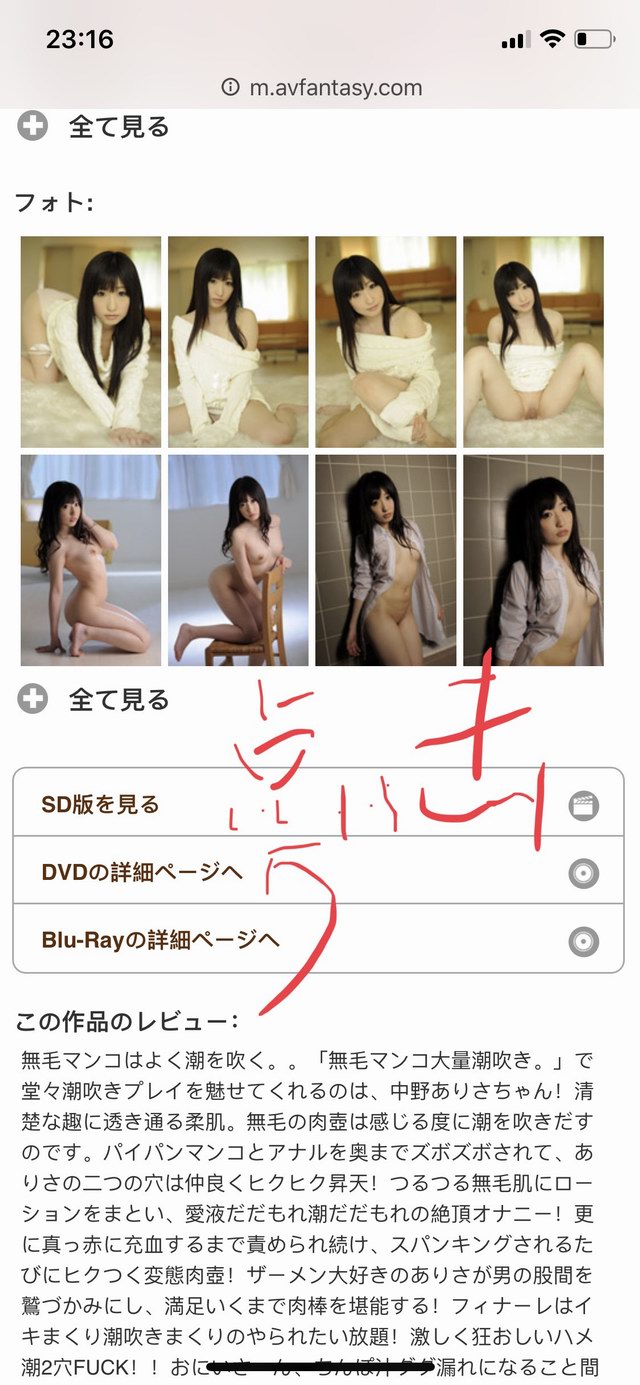 23:16
m.avfantasy.com
全て見る
フォト:
全て見る
SD版を見る
DVDの詳細ページへ
Blu-Rayの詳細ページへ
この作品のレビュー:
無毛マンコはよく潮を吹く。。「無毛マンコ大量潮吹き。」で
堂々潮吹きプレイを魅せてくれるのは、中野ありさちゃん！清
楚な趣に透き通る柔肌。無毛の肉壺は感じる度に潮を吹きだす
のです。パイパンマンコとアナルを奥までズボズボされて、あ
りさの二つの穴は仲良くヒクヒク昇天！つるつる無毛肌にロー
ションをまとい、愛液だだもれ潮だだもれの絶頂オナニー！更
に真っ赤に充血するまで責められ続け、スパンキングされるた
びにヒクつく変態肉壺！ザーメン大好きのありさが男の股間を
鷲づかみにし、満足いくまで肉棒を堪能する！フィナーレはイ
キまくり潮吹きまくりのやられたい放題！激しく狂おしいハメ
潮2穴FUCK！！おに 漏れになること間